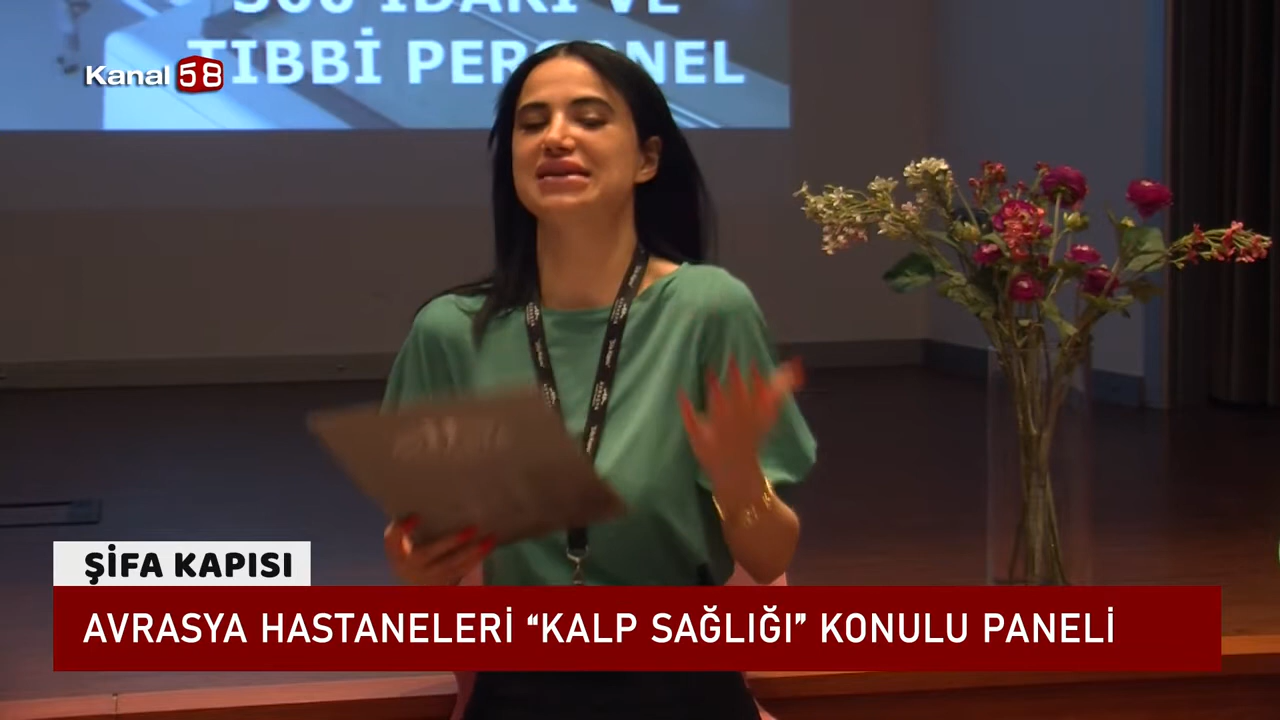 TIBBİ PERSONEL
Kanal 58
ŞİFA KAPISI
AVRASYA HASTANELERİ “KALP SAĞLIĞI” KONULU PANELİ